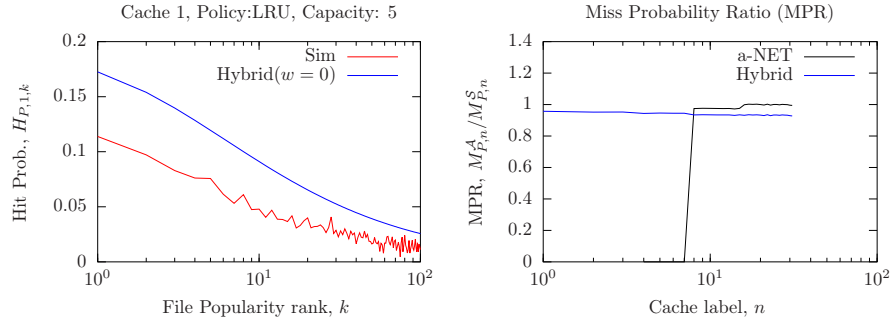 Cache 1, Policy:LRU, Capacity: 5
Hit Prob., H_{P,1,k}
0.2
0.15
0.1
0.05
0
Sim
Hybrid(w = 0)
10^0
10^1
10^2
File Popularity rank, k
Miss Probability Ratio (MPR)
MPR, M^A_{P,n}/M^S_{P,n}
1.4
1.2
1
0.8
0.6
0.4
0.2
0
a-NET
Hybrid
10^0
10^1
10^2
Cache label, n